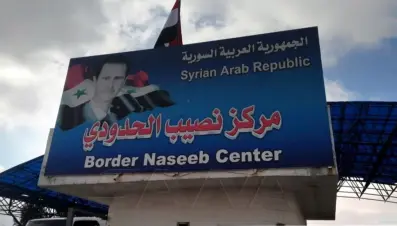 الجمهورية العربية السورية
Syrian Arab Republic
مركز نصيب الحدودي
Border Naseeb Center